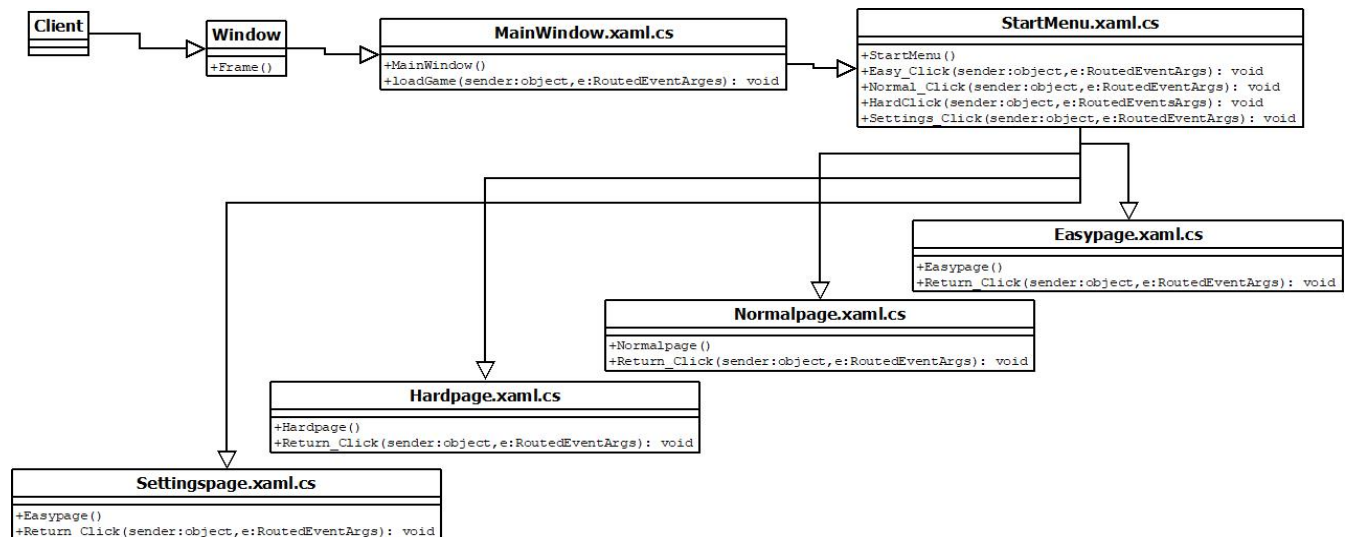 Client
Window
+Frame()
MainWindow.xaml.cs
+MainWindow()
+loadGame(sender:object,e:RoutedEventArges): void
StartMenu.xaml.cs
+StartMenu()
+Easy_Click(sender:object,e:RoutedEventArgs): void
+Normal_Click(sender:object,e:RoutedEventArgs): void
+HardClick(sender:object,e:RoutedEventsArgs): void
+Settings_Click(sender:object,e:RoutedEventArgs): void
Easypage.xaml.cs
+Easypage()
+Return_Click(sender:object,e:RoutedEventArgs): void
Normalpage.xaml.cs
+Normalpage()
+Return_Click(sender:object,e:RoutedEventArgs): void
Hardpage.xaml.cs
+Hardpage()
+Return_Click(sender:object,e:RoutedEventArgs): void
Settingspage.xaml.cs
+Easypage()
+Return_Click(sender:object,e:RoutedEventArgs): void